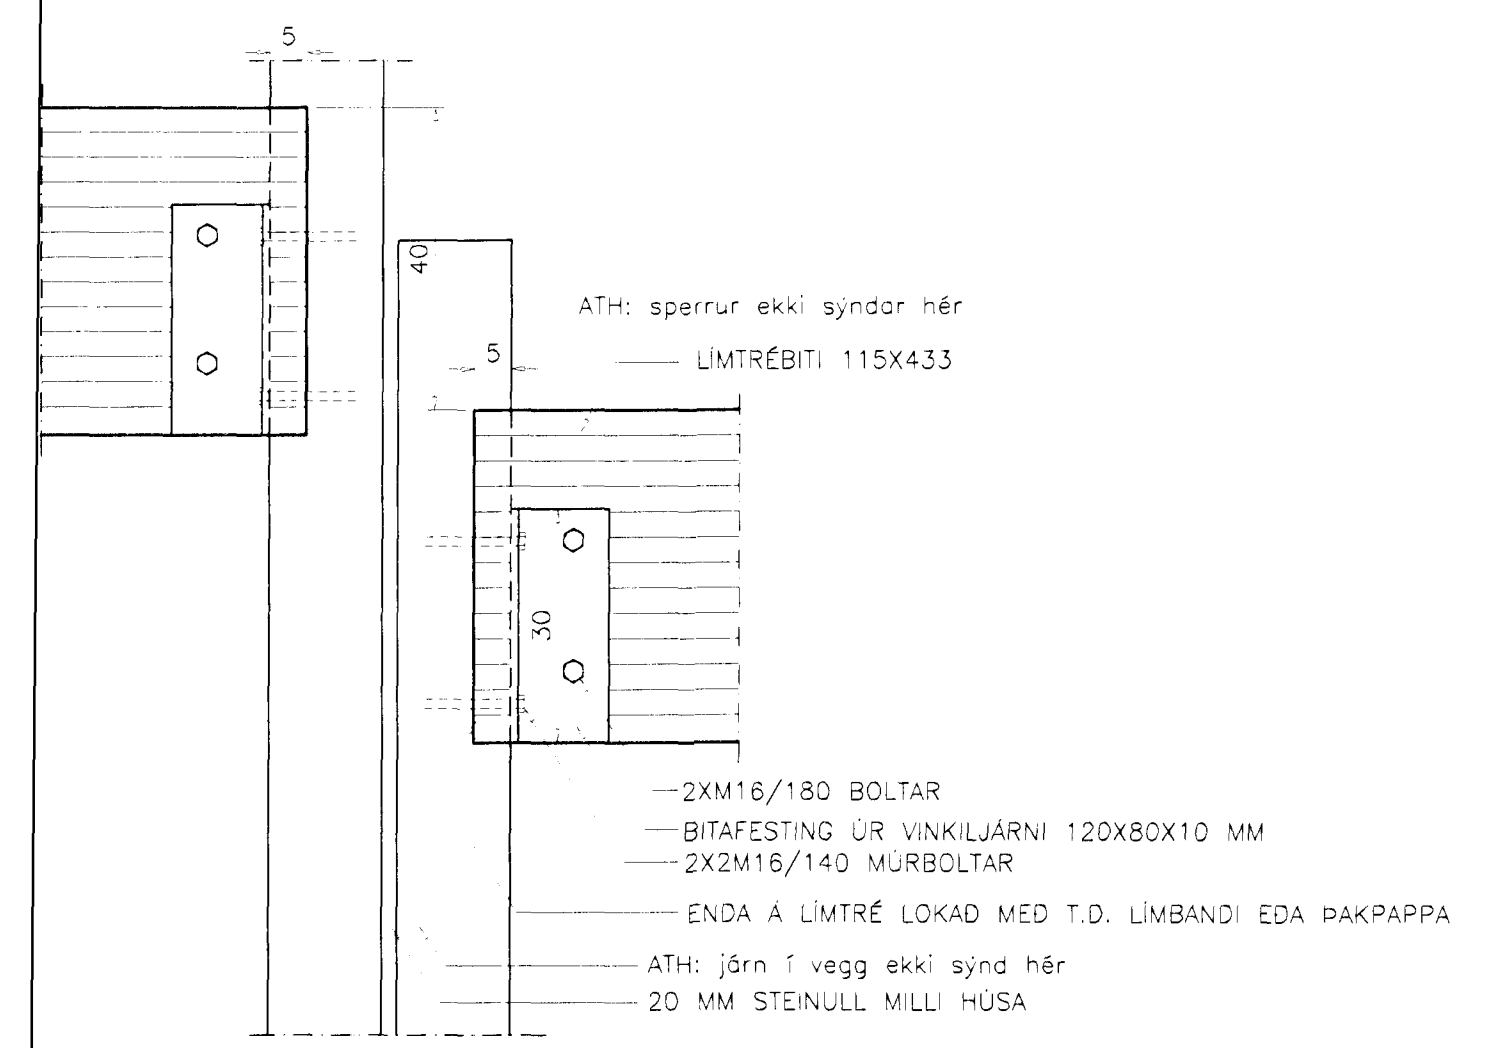 5
40
ATH: sperrur ekki sýndar hér
5
LÍMTRÉBITI 115X433
30
2XM16/180 BOLTAR
BITAFESTING ÚR VINKILJÁRNI 120X80X10 MM
2X2M16/140 MÚRBOLTAR
ENDA Á LÍMTRÉ LOKAD MED T.D. LÍMBANDI EDA ÞAKPAPPA
ATH: járn í vegg ekki sýnd hér
20 MM STEINULL MILLI HÚSA